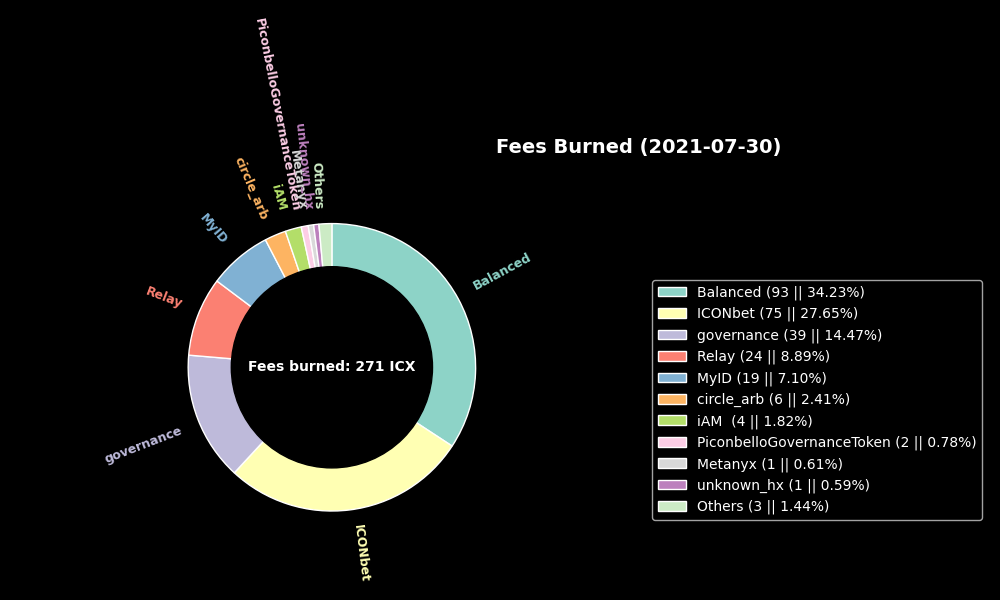 Fees Burned (2021-07-30)
PiconbelloGovernanceToken
unknown_hx
Metanyx
Others
iAM
circle_arb
MyID
Relay
governance
ICONbet
Balanced
Fees burned: 271 ICX
Balanced (93 || 34.23%)
ICONbet (75 || 27.65%)
governance (39 || 14.47%)
Relay (24 || 8.89%)
MyID (19 || 7.10%)
circle_arb (6 || 2.41%)
iAM  (4 || 1.82%)
PiconbelloGovernanceToken (2 || 0.78%)
Metanyx (1 || 0.61%)
unknown_hx (1 || 0.59%)
Others (3 || 1.44%)